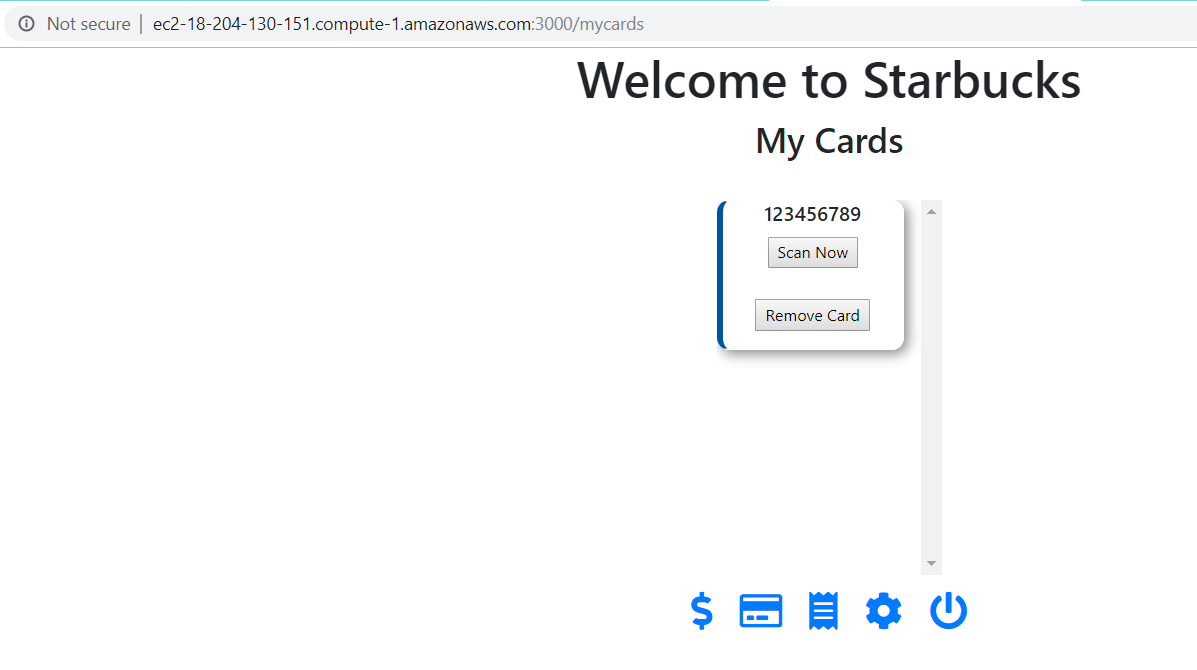 Not secure | ec2-18-204-130-151.compute-1.amazonaws.com:3000/mycards
Welcome to Starbucks
My Cards
123456789
Scan Now
Remove Card